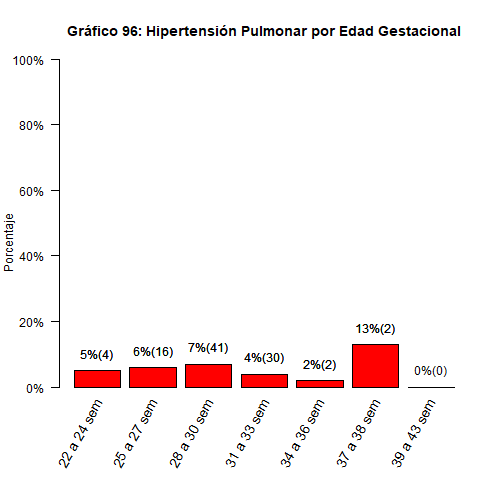 Gráfico 96: Hipertensión Pulmonar por Edad Gestacional
Porcentaje
100%
80%
60%
40%
20%
0%
5%(4)
6%(16)
7%(41)
4%(30)
2%(2)
13%(2)
0%(0)
22 a 24 sem
25 a 27 sem
28 a 30 sem
31 a 33 sem
34 a 36 sem
37 a 38 sem
39 a 43 sem